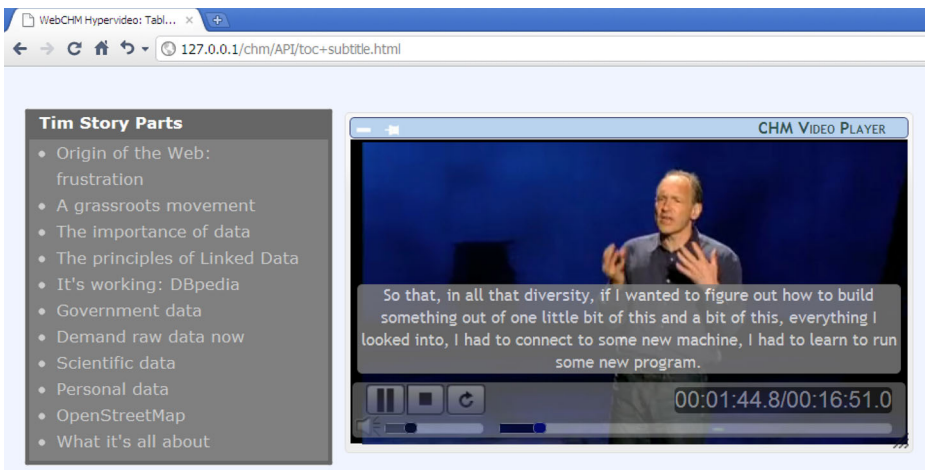 WebCHM Hypervideo: Tabl...
127.0.0.1/chm/API/toc+subtitle.html
Tim Story Parts
Origin of the Web:
frustration
A grassroots movement
The importance of data
The principles of Linked Data
It's working: DBpedia
Government data
Demand raw data now
Scientific data
Personal data
OpenStreetMap
What it's all about
CHM Video Player
So that, in all that diversity, if I wanted to figure out how to build
something out of one little bit of this and a bit of this, everything I
looked into, I had to connect to some new machine, I had to learn to run
some new program.
00:01:44.8/00:16:51.0